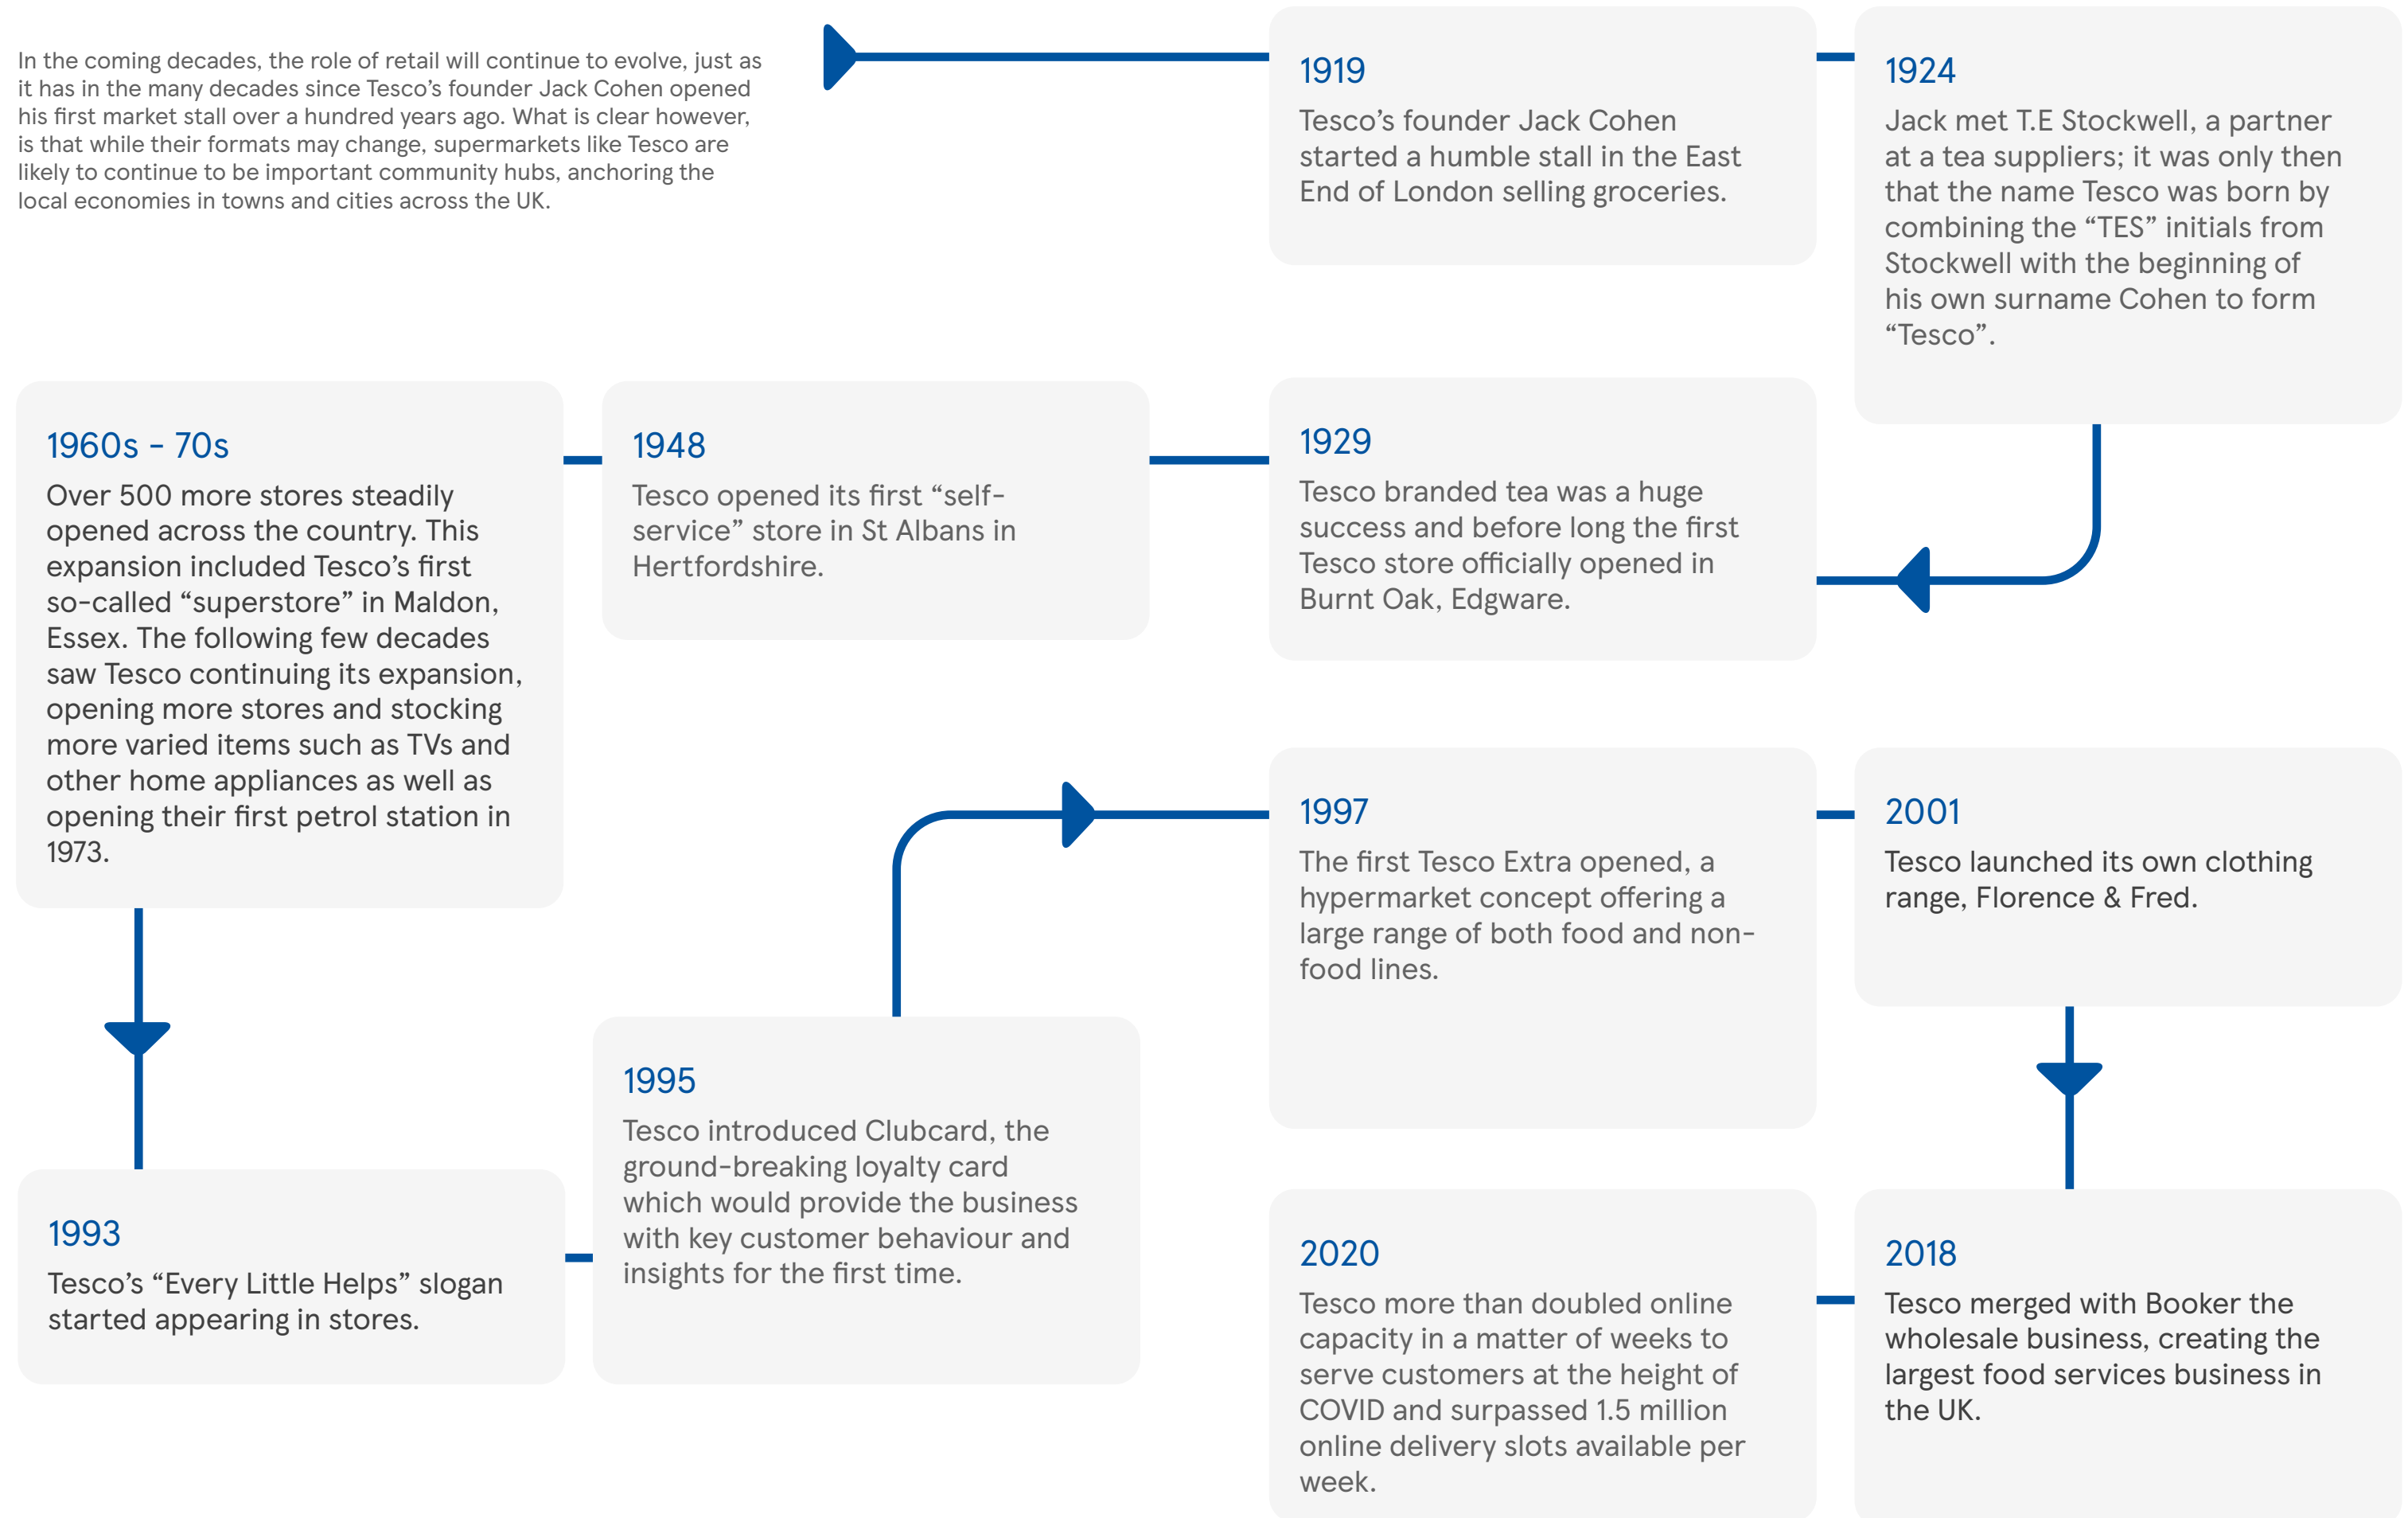 In the coming decades, the role of retail will continue to evolve, just as
it has in the many decades since Tesco’s founder Jack Cohen opened
his first market stall over a hundred years ago. What is clear however,
is that while their formats may change, supermarkets like Tesco are
likely to continue to be important community hubs, anchoring the
local economies in towns and cities across the UK.
1919
Tesco’s founder Jack Cohen
started a humble stall in the East
End of London selling groceries.
1924
Jack met T.E Stockwell, a partner
at a tea suppliers; it was only then
that the name Tesco was born by
combining the “TES” initials from
Stockwell with the beginning of
his own surname Cohen to form
“Tesco”.
1929
Tesco branded tea was a huge
success and before long the first
Tesco store officially opened in
Burnt Oak, Edgware.
1948
Tesco opened its first “self-
service” store in St Albans in
Hertfordshire.
1960s - 70s
Over 500 more stores steadily
opened across the country. This
expansion included Tesco’s first
so-called “superstore” in Maldon,
Essex. The following few decades
saw Tesco continuing its expansion,
opening more stores and stocking
more varied items such as TVs and
other home appliances as well as
opening their first petrol station in
1973.
1993
Tesco’s “Every Little Helps” slogan
started appearing in stores.
1995
Tesco introduced Clubcard, the
ground-breaking loyalty card
which would provide the business
with key customer behaviour and
insights for the first time.
1997
The first Tesco Extra opened, a
hypermarket concept offering a
large range of both food and non-
food lines.
2001
Tesco launched its own clothing
range, Florence & Fred.
2018
Tesco merged with Booker the
wholesale business, creating the
largest food services business in
the UK.
2020
Tesco more than doubled online
capacity in a matter of weeks to
serve customers at the height of
COVID and surpassed 1.5 million
online delivery slots available per
week.